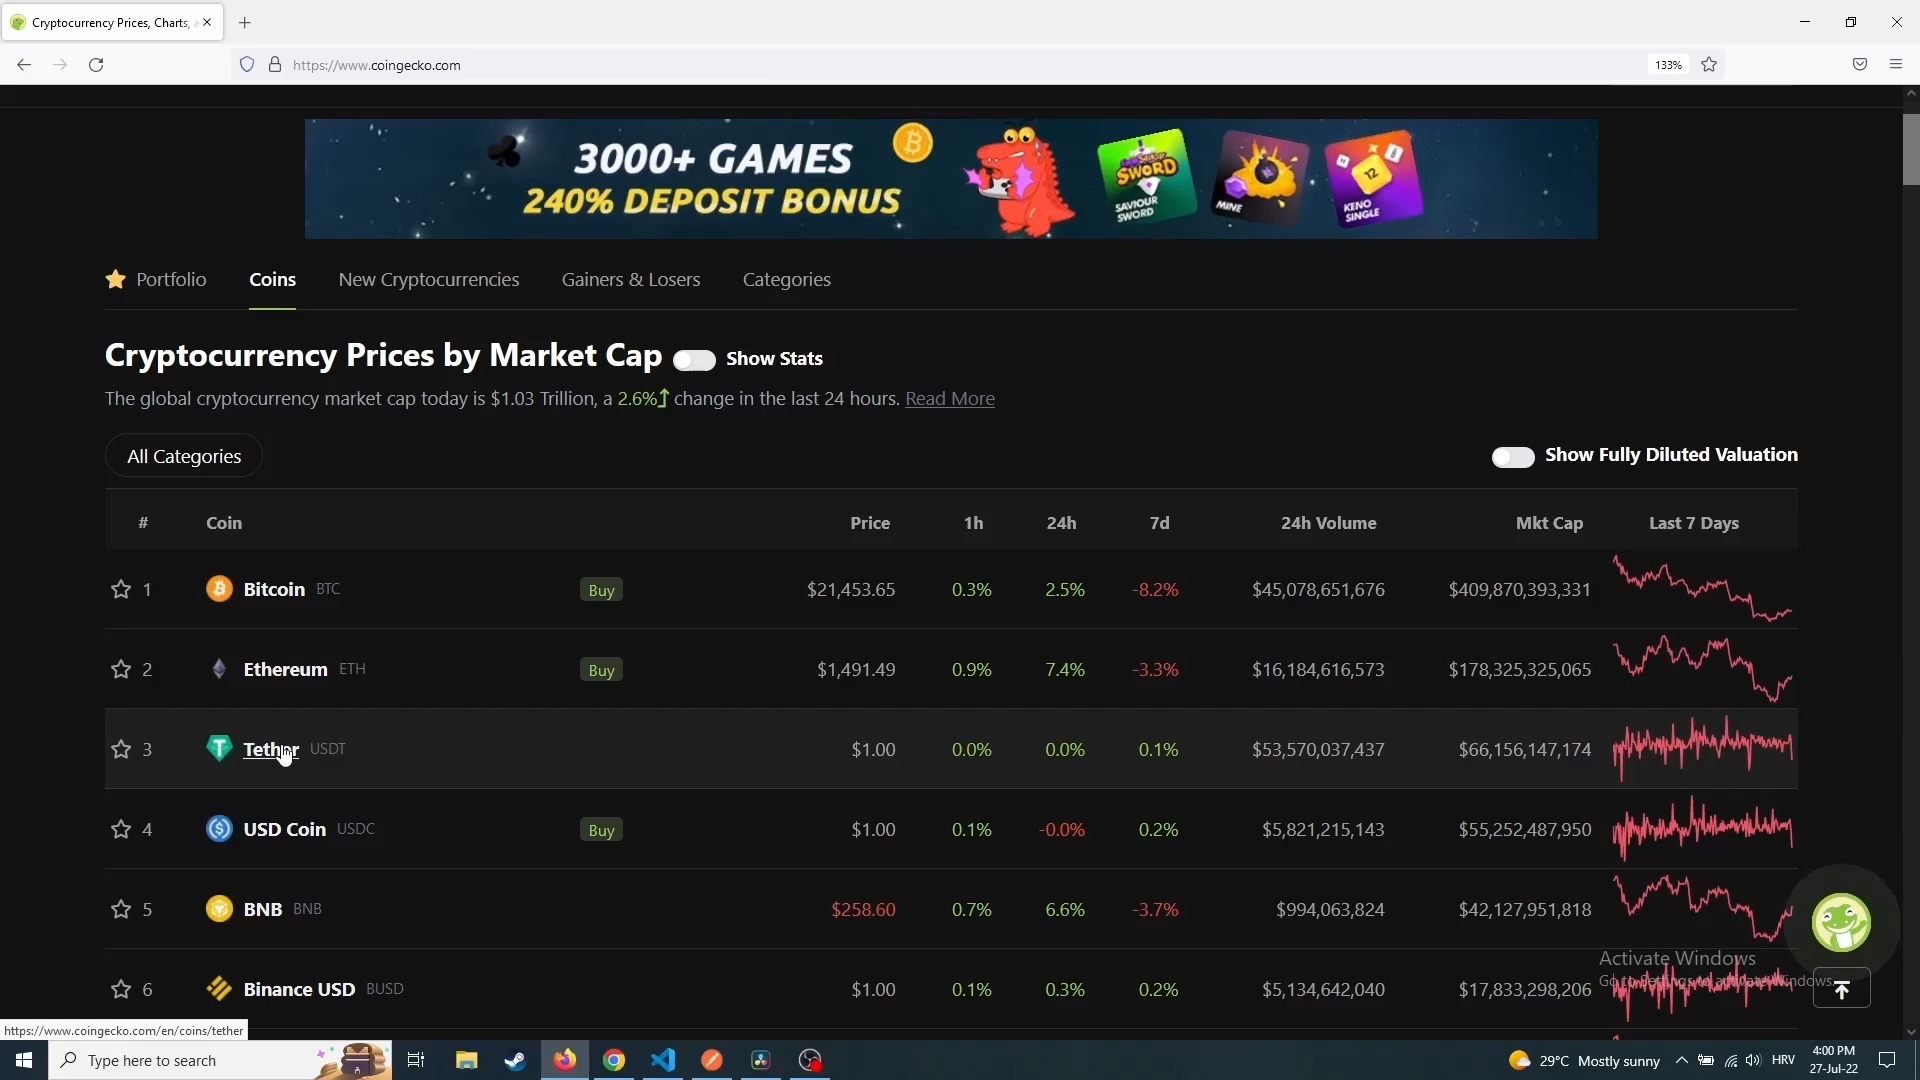 Cryptocurrency Prices, Charts, a
https://www.coingecko.com
133%
3000+ GAMES
240% DEPOSIT BONUS
SAVIOUR SWORD
MINE
12
KENO SINGLE
Portfolio Coins New Cryptocurrencies Gainers & Losers Categories
Cryptocurrency Prices by Market Cap Show Stats
The global cryptocurrency market cap today is $1.03 Trillion, a 2.6% change in the last 24 hours. Read More
All Categories Show Fully Diluted Valuation
# Coin Price 1h 24h 7d 24h Volume Mkt Cap Last 7 Days
1 Bitcoin BTC Buy $21,453.65 0.3% 2.5% -8.2% $45,078,651,676 $409,870,393,331
2 Ethereum ETH Buy $1,491.49 0.9% 7.4% -3.3% $16,184,616,573 $178,325,325,065
3 Tether USDT $1.00 0.0% 0.0% 0.1% $53,570,037,437 $66,156,147,174
4 USD Coin USDC Buy $1.00 0.1% -0.0% 0.2% $5,821,215,143 $55,252,487,950
5 BNB BNB $258.60 0.7% 6.6% -3.7% $994,063,824 $42,127,951,818
Activate Windows
Go to Settings to activate Windows.
6 Binance USD BUSD $1.00 0.1% 0.3% 0.2% $5,134,642,040 $17,833,298,206
https://www.coingecko.com/en/coins/tether
Type here to search
29°C Mostly sunny HRV 4:00 PM
27-Jul-22